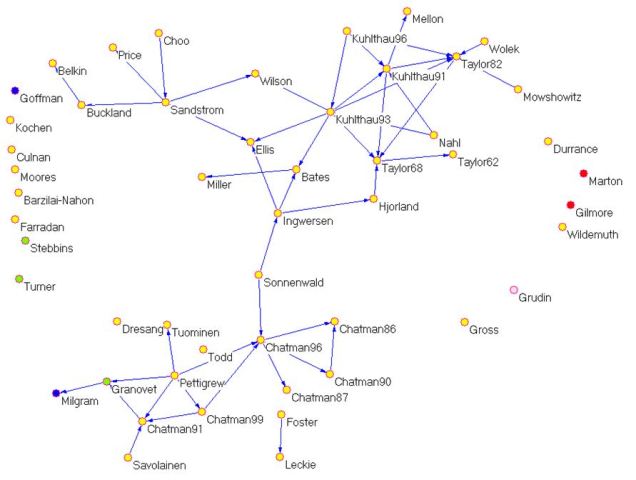 Mellon
Choo
Kuhlthau96
Price
Wolek
Taylor82
Belkin
Kuhlthau91
Wilson
Goffman
Mowshowitz
Buckland
Sandstrom
Kuhlthau93
Kochen
Nahl
Ellis
Durrance
Culnan
Taylor68
Taylor62
Moores
Bates
Miller
Marton
Barzilai-Nahon
Hjorland
Gilmore
Ingwersen
Farradan
Wildemuth
Stebbins
Sonnenwald
Turner
Grudin
Dresang
Tuominen
Chatman86
Gross
Chatman96
Todd
Granovet
Pettigrew
Chatman90
Milgram
Chatman87
Chatman99
Foster
Chatman91
Savolainen
Leckie